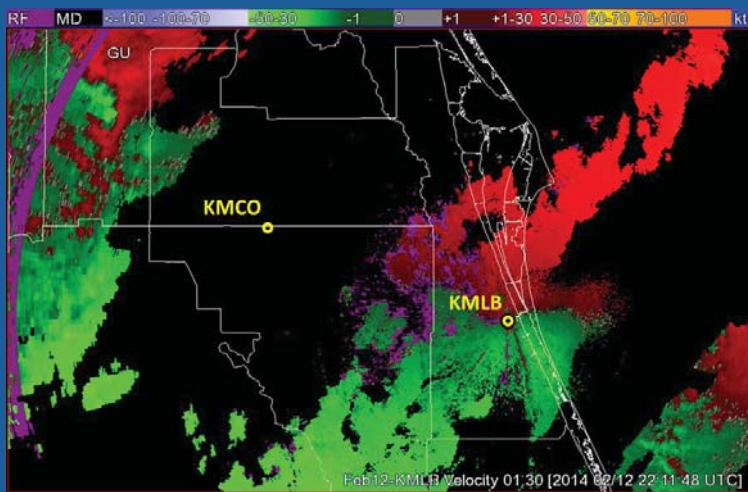 RF MD <-100 -100-70 -50-30 -1 0 +1 +1-30 30-50 50-70 70-100 kt
GU
KMCO
KMLB
Feb12-KMLB Velocity 01.30 [2014 02/12 22 11:48 UTC]